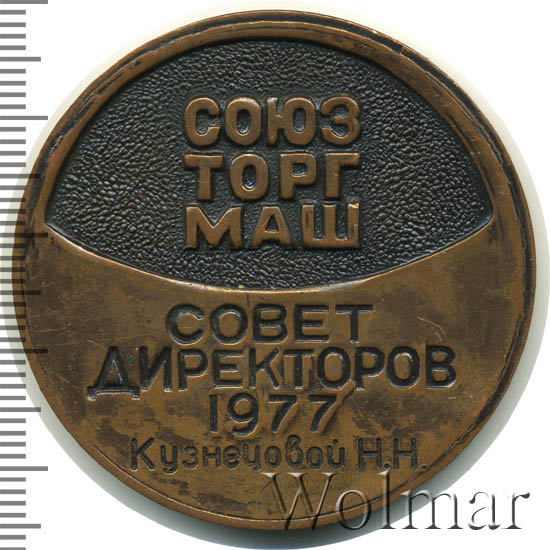 СОЮЗ
ТОРГ
МАШ
СОВЕТ
ДИРЕКТОРОВ
1977
Кузнецовой Н.Н.
Wolmar